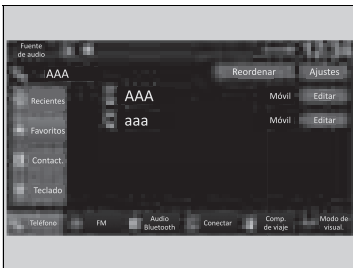 Fuente
de audio
AAA
Reordenar
Ajustes
Recientes
AAA
Móvil
Editar
Favoritos
aaa
Móvil
Editar
Contact.
Teclado
Teléfono
FM
Audio
Bluetooth
Conectar
Comp.
de viaje
Modo de
visual.